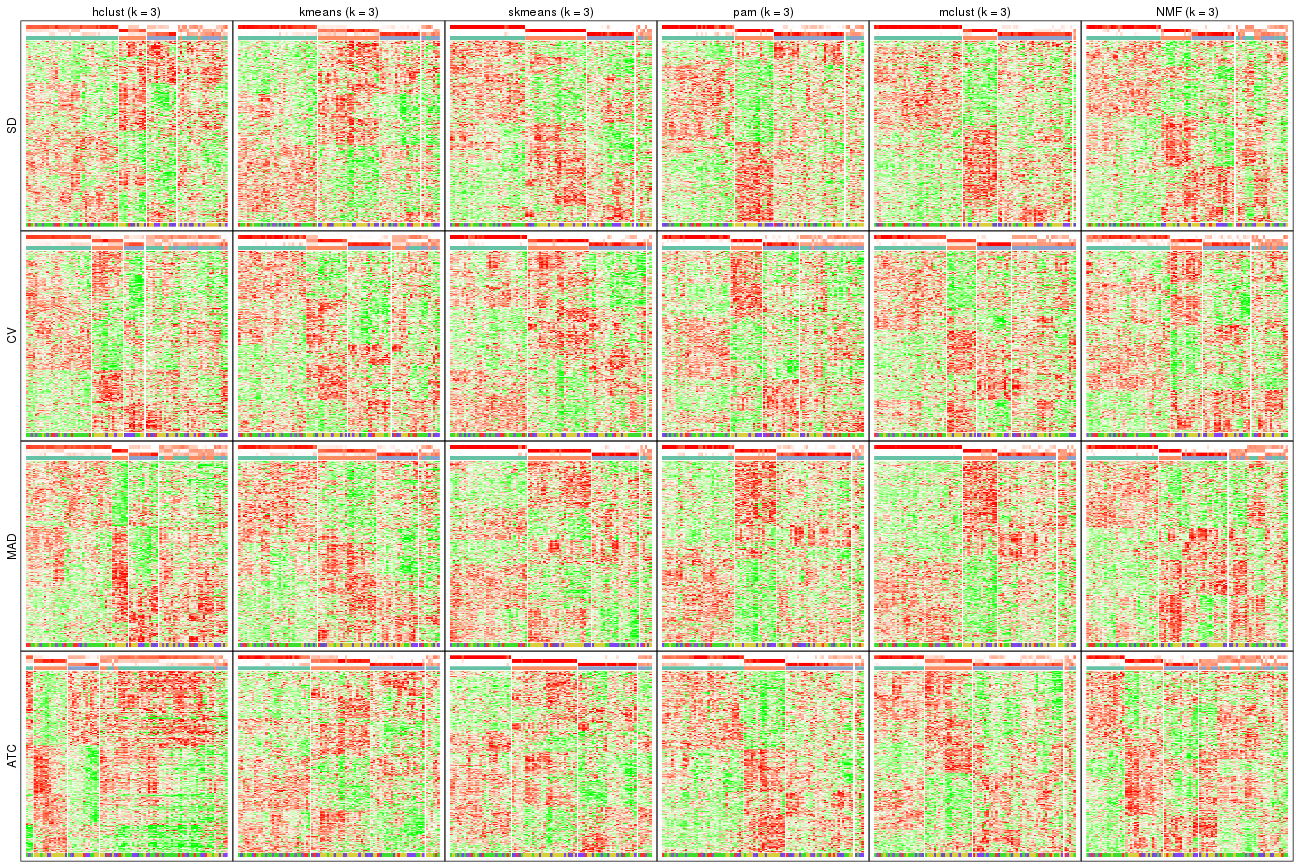 hclust (k = 3) kmeans (k = 3) skmeans (k = 3) pam (k = 3) mclust (k = 3) NMF (k = 3)
SD
CV
MAD
ATC